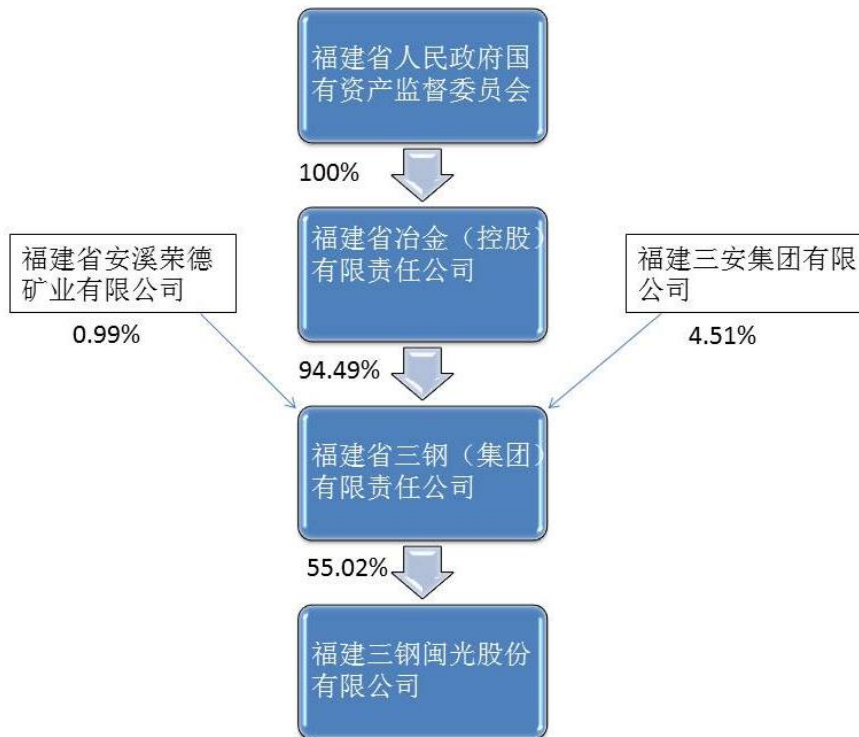 福建省人民政府国
有资产监督委员会
100%
福建省冶金（控股）
有限责任公司
福建省安溪荣德
矿业有限公司
0.99%
福建三安集团有限
公司
4.51%
94.49%
福建省三钢（集团）
有限责任公司
55.02%
福建三钢闽光股份
有限公司